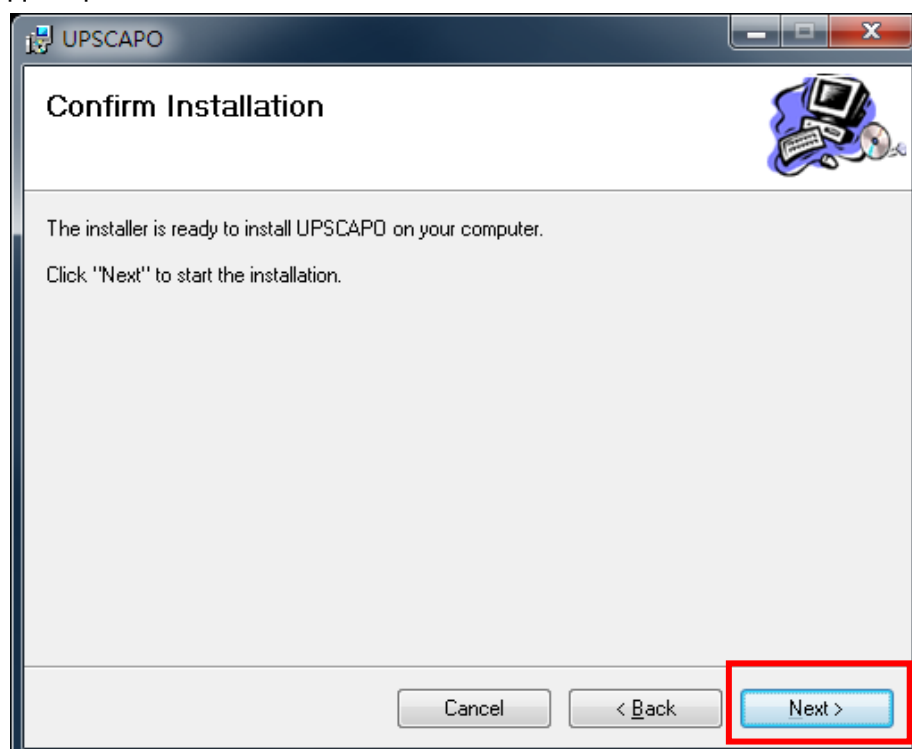 UPSCAPO
Confirm Installation
The installer is ready to install UPSCAPO on your computer.
Click "Next" to start the installation.
Cancel
< Back
Next >